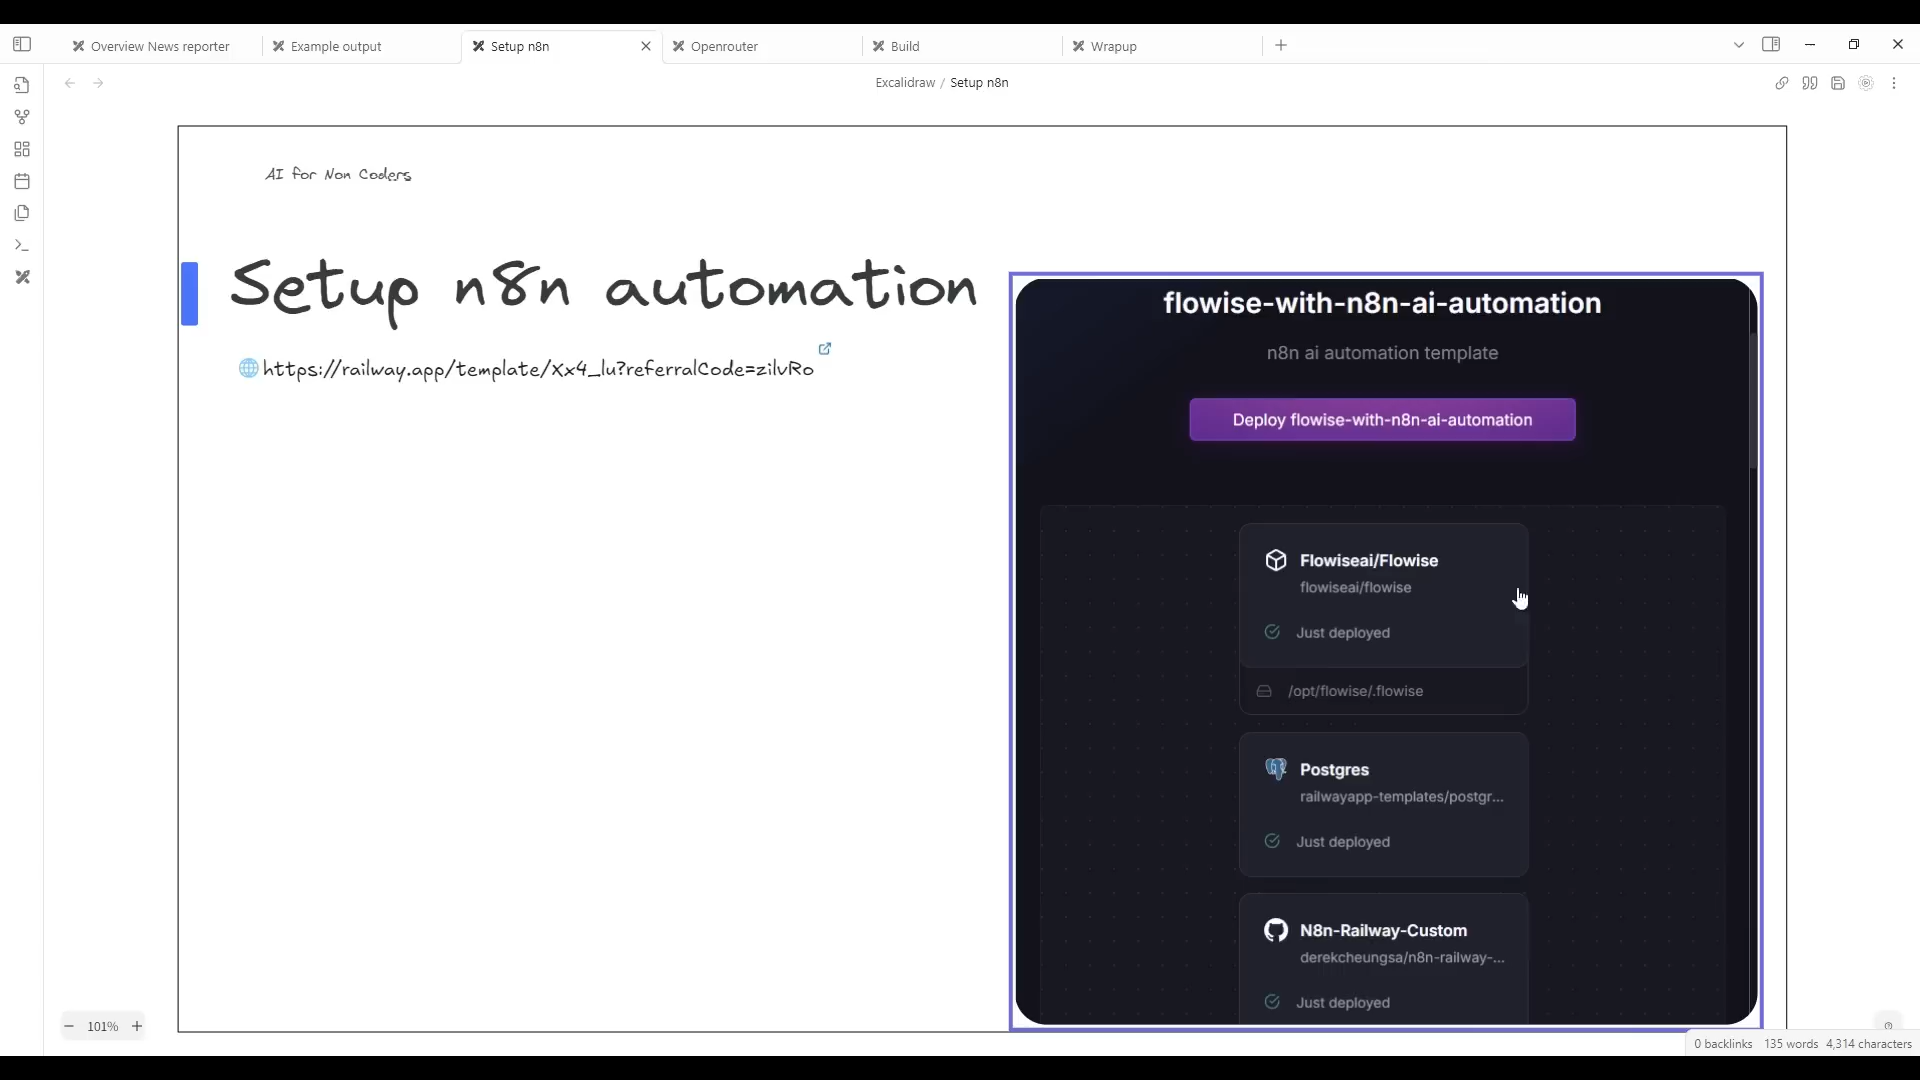 Overview News reporter
Example output
Setup n8n
Openrouter
Build
Wrapup
Excalidraw / Setup n8n
AI for Non Coders
Setup n8n automation
https://railway.app/template/Xx4_lu?referralCode=zilvRo
flowise-with-n8n-ai-automation
n8n ai automation template
Deploy flowise-with-n8n-ai-automation
Flowiseai/Flowise
flowiseai/flowise
Just deployed
/opt/flowise/.flowise
Postgres
railwayapp-templates/postgr...
Just deployed
N8n-Railway-Custom
derekcheungsa/n8n-railway-...
Just deployed
101%
0 backlinks 135 words 4,314 characters